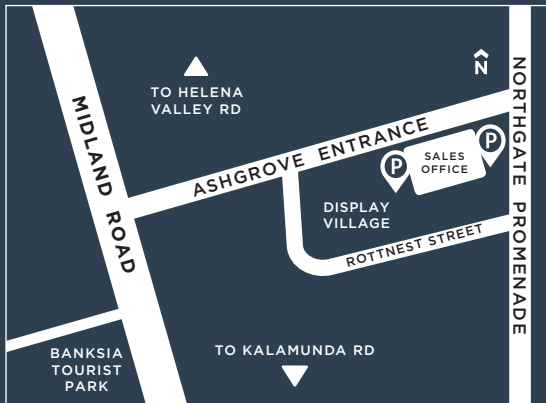 TO HELENA
VALLEY RD
N
MIDLAND ROAD
ASHGROVE ENTRANCE
NORTHGATE PROMENADE
P
SALES
OFFICE
P
DISPLAY
VILLAGE
ROTTNEST STREET
BANKSIA
TOURIST
PARK
TO KALAMUNDA RD